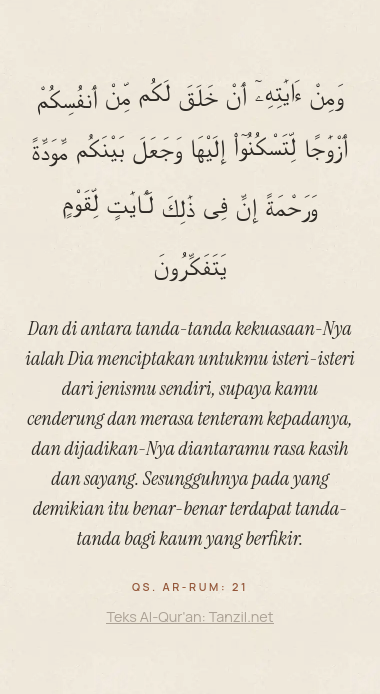 وَمِنْ ءَايَٰتِهِۦٓ أَنْ خَلَقَ لَكُم مِّنْ أَنفُسِكُمْ
أَزْوَٰجًا لِّتَسْكُنُوٓا۟ إِلَيْهَا وَجَعَلَ بَيْنَكُم مَّوَدَّةً
وَرَحْمَةً إِنَّ فِى ذَٰلِكَ لَـَٔايَٰتٍ لِّقَوْمٍ
يَتَفَكَّرُونَ
Dan di antara tanda-tanda kekuasaan-Nya
ialah Dia menciptakan untukmu isteri-isteri
dari jenismu sendiri, supaya kamu
cenderung dan merasa tenteram kepadanya,
dan dijadikan-Nya diantaramu rasa kasih
dan sayang. Sesungguhnya pada yang
demikian itu benar-benar terdapat tanda-
tanda bagi kaum yang berfikir.
QS. AR-RUM: 21
Teks Al-Qur'an: Tanzil.net